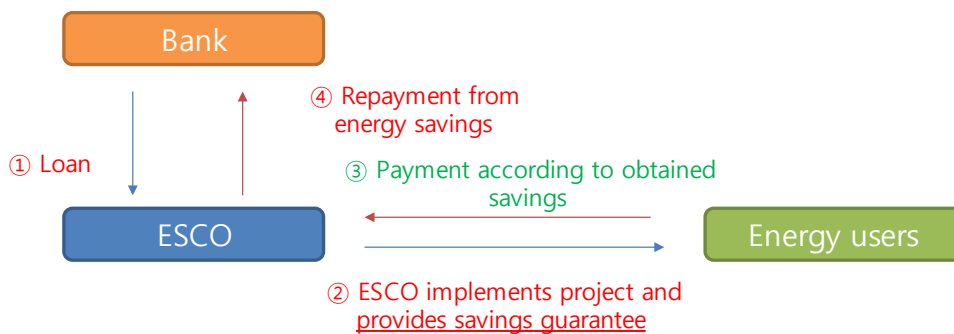 Bank
④ Repayment from
energy savings
① Loan
③ Payment according to obtained
savings
ESCO
Energy users
② ESCO implements project and
provides savings guarantee